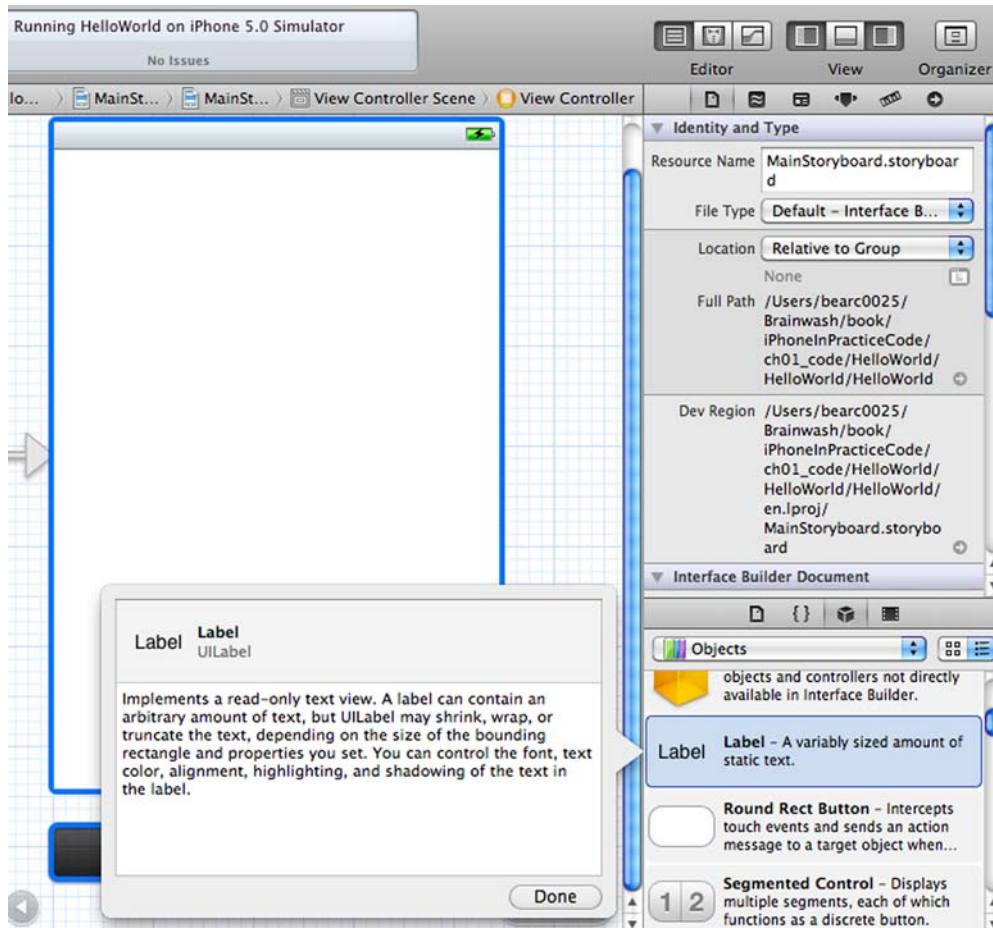 Running HelloWorld on iPhone 5.0 Simulator
No Issues
Editor
View
Organizer
lo...
MainSt...
MainSt...
View Controller Scene
View Controller
Identity and Type
Resource Name
MainStoryboard.storyboar
d
File Type
Default - Interface B...
Location
Relative to Group
None
Full Path
/Users/bearc0025/
Brainwash/book/
iPhoneInPracticeCode/
ch01_code/HelloWorld/
HelloWorld/HelloWorld
Dev Region
/Users/bearc0025/
Brainwash/book/
iPhoneInPracticeCode/
ch01_code/HelloWorld/
HelloWorld/HelloWorld/
en.lproj/
MainStoryboard.storybo
ard
Interface Builder Document
{ }
Objects
objects and controllers not directly
available in Interface Builder.
Label
Label - A variably sized amount of
static text.
Round Rect Button - Intercepts
touch events and sends an action
message to a target object when...
1 2
Segmented Control - Displays
multiple segments, each of which
functions as a discrete button.
Label
Label
UILabel
Implements a read-only text view. A label can contain an
arbitrary amount of text, but UILabel may shrink, wrap, or
truncate the text, depending on the size of the bounding
rectangle and properties you set. You can control the font, text
color, alignment, highlighting, and shadowing of the text in
the label.
Done